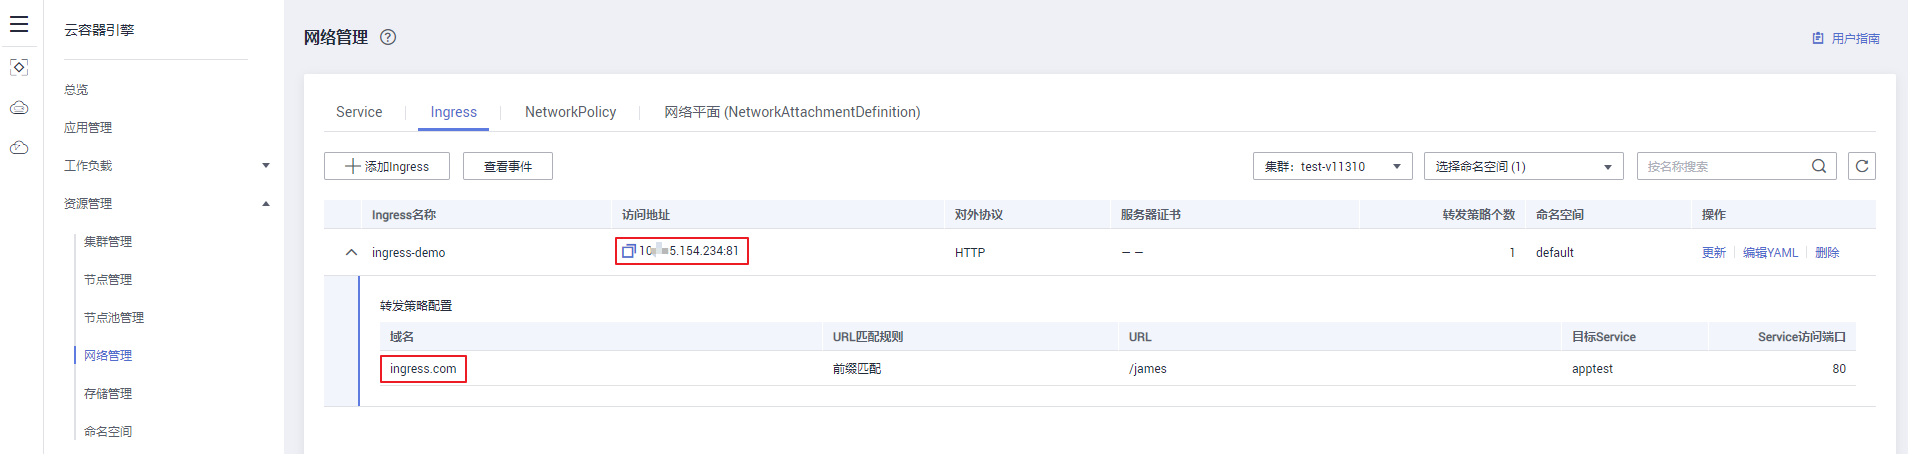 云容器引擎
总览
应用管理
工作负载
资源管理
集群管理
节点管理
节点池管理
网络管理
存储管理
命名空间
网络管理
用户指南
Service Ingress NetworkPolicy 网络平面 (NetworkAttachmentDefinition)
添加Ingress 查看事件 集群：test-v11310 选择命名空间 (1) 按名称搜索
Ingress名称 访问地址 对外协议 服务器证书 转发策略个数 命名空间 操作
ingress-demo 10 5.154.234:81 HTTP -- 1 default 更新 编辑YAML 删除
转发策略配置
域名 URL匹配规则 URL 目标Service Service访问端口
ingress.com 前缀匹配 /james apptest 80